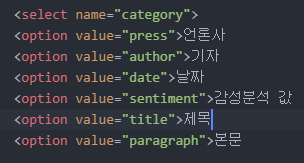 <select name="category">
<option value="press">언론사
<option value="author">기자
<option value="date">날짜
<option value="sentiment">감성분석 값
<option value="title">제목
<option value="paragraph">본문